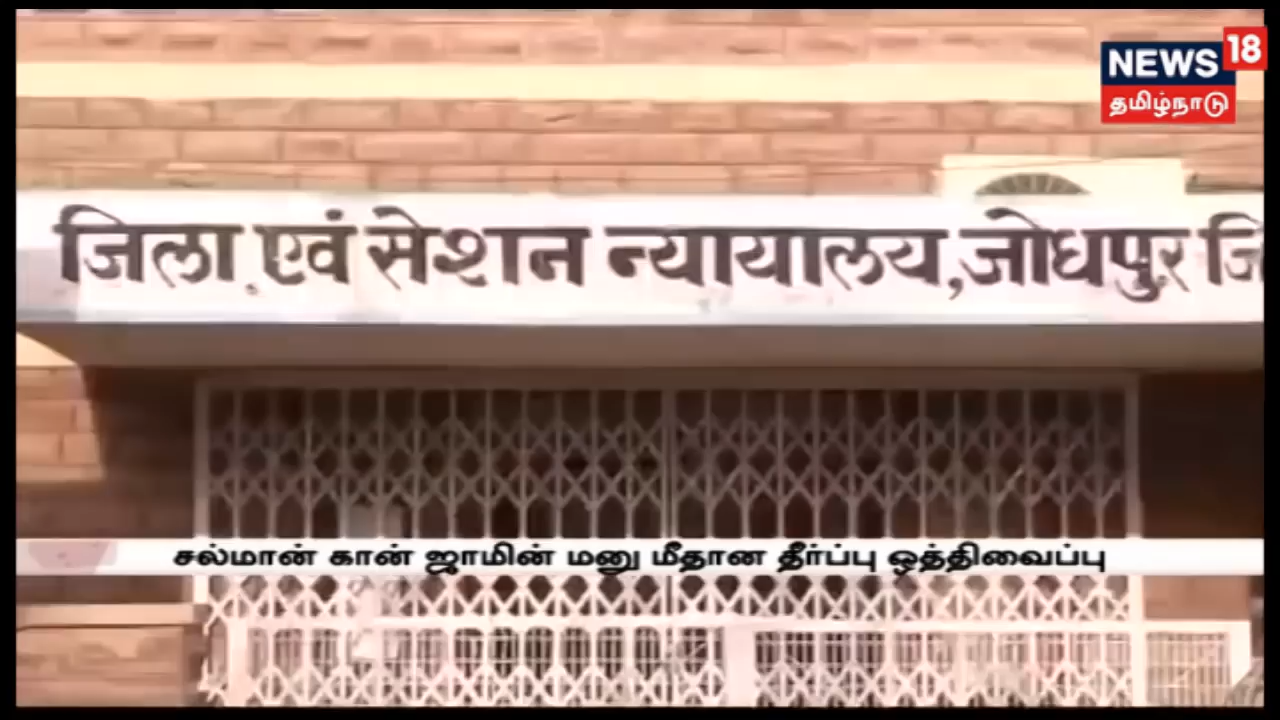 NEWS 18
தமிழ்நாடு
जिला एवं सेशन न्यायालय,जोधपुर
சல்மான் கான் ஜாமின் மனு மீதான தீர்ப்பு ஒத்திவைப்பு